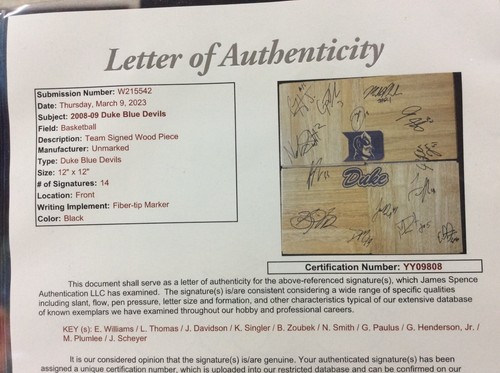 Letter of Authenticity
Submission Number: W215542
Date: Thursday, March 9, 2023
Subject: 2008-09 Duke Blue Devils
Field: Basketball
Description: Team Signed Wood Piece
Manufacturer: Unmarked
Type: Duke Blue Devils
Size: 12" x 12"
# of Signatures: 14
Location: Front
Writing Implement: Fiber-tip Marker
Color: Black
Duke
Certification Number: YY09808
This document shall serve as a letter of authenticity for the above-referenced signature(s), which James Spence
Authentication LLC has examined. The signature(s) is/are consistent considering a wide range of specific qualities
including slant, flow, pen pressure, letter size and formation, and other characteristics typical of our extensive database
of known exemplars we have examined throughout our hobby and professional careers.
KEY (s): E. Williams / L. Thomas / J. Davidson / K. Singler / B. Zoubek / N. Smith / G. Paulus / G. Henderson, Jr. /
M. Plumlee / J. Scheyer
It is our considered opinion that the signature(s) is/are genuine. Your authenticated signature(s) has been
assigned a unique certification number, which is uploaded into our restricted database and can be confirmed on our